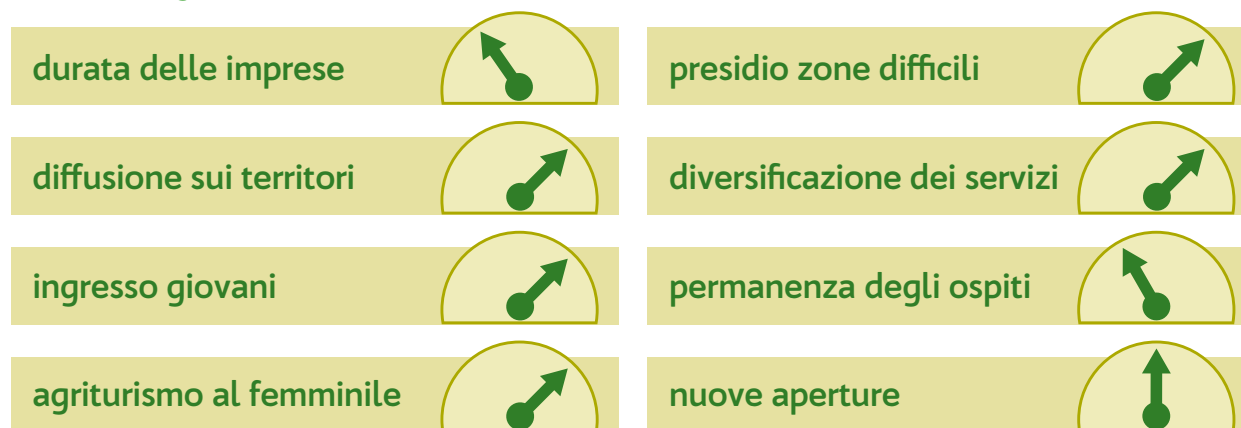 durata delle imprese
presidio zone difficili
diffusione sui territori
diversificazione dei servizi
ingresso giovani
permanenza degli ospiti
agriturismo al femminile
nuove aperture